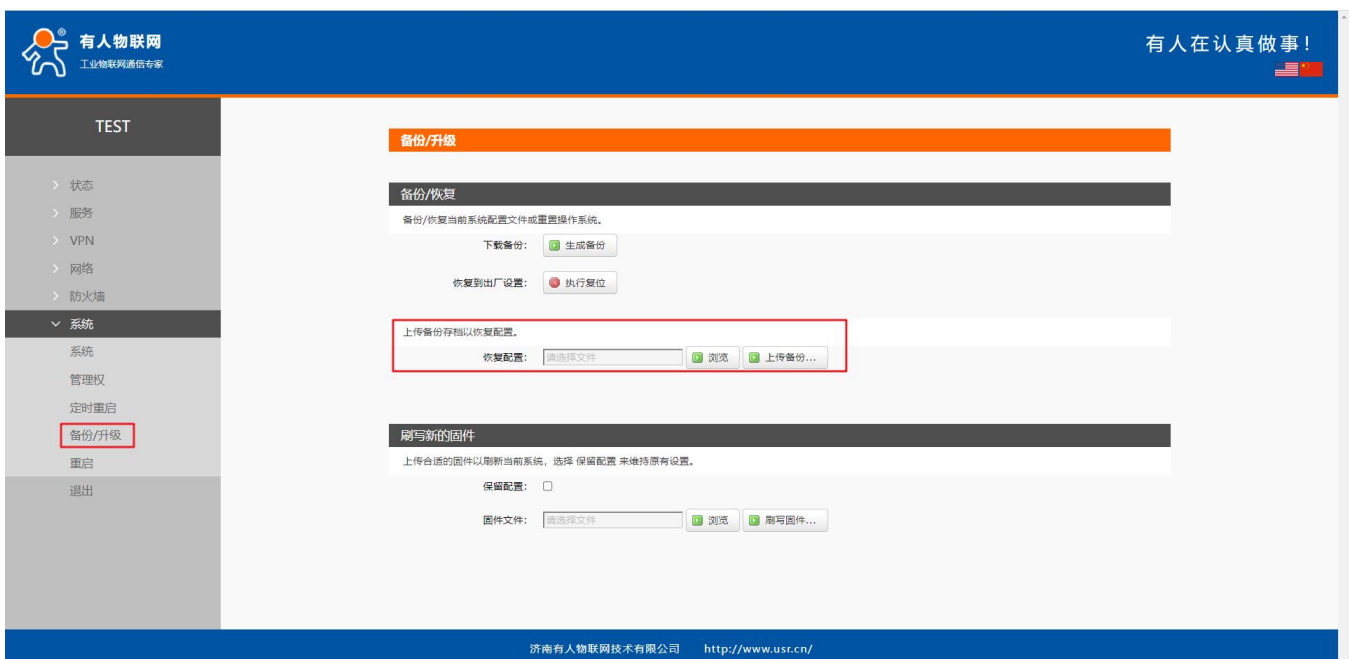 有人物联网
工业物联网通信专家
有人在认真做事!
TEST
状态
服务
VPN
网络
防火墙
系统
系统
管理权
定时重启
备份/升级
重启
退出
备份/升级
备份/恢复
备份/恢复当前系统配置文件或重置操作系统。
下载备份: 生成备份
恢复到出厂设置: 执行复位
上传备份存档以恢复配置。
恢复配置: 请选择文件 浏览 上传备份...
刷写新的固件
上传合适的固件以刷新当前系统,选择 保留配置 来维持原有设置。
保留配置:
固件文件: 请选择文件 浏览 刷写固件...
济南有人物联网技术有限公司 http://www.usr.cn/